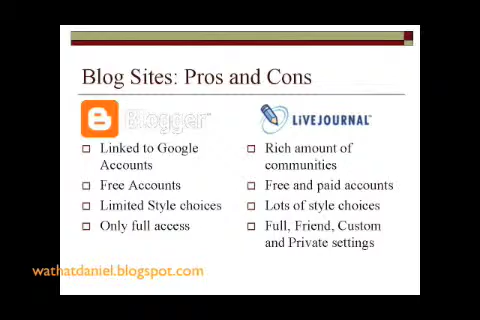 Blog Sites: Pros and Cons
Blogger™
Linked to Google
Accounts
Free Accounts
Limited Style choices
Only full access
LiVEJOURNAL™
Rich amount of
communities
Free and paid accounts
Lots of style choices
Full, Friend, Custom
and Private settings
wathatdaniel.blogspot.com